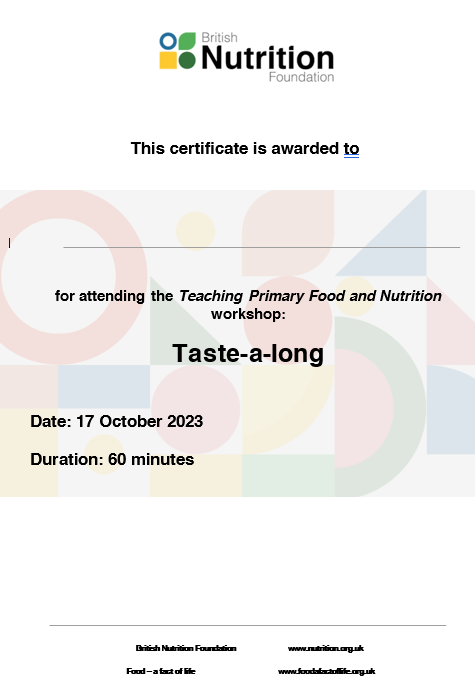 British
Nutrition
Foundation
This certificate is awarded to
for attending the Teaching Primary Food and Nutrition
workshop:
Taste-a-long
Date: 17 October 2023
Duration: 60 minutes
British Nutrition Foundation www.nutrition.org.uk
Food – a fact of life www.foodafactoflife.org.uk